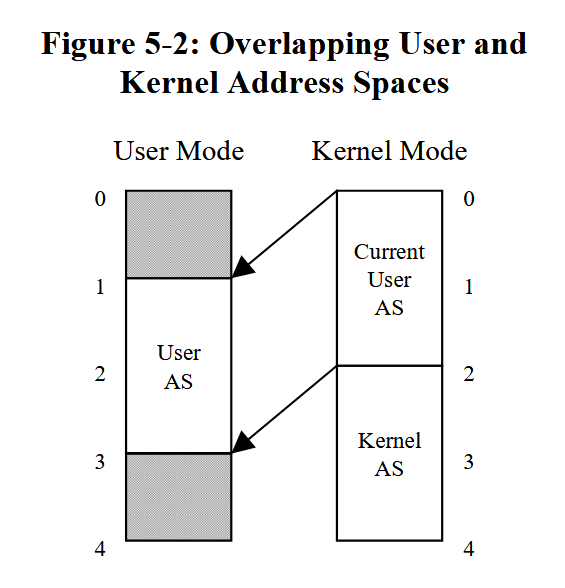 Figure 5-2: Overlapping User and
Kernel Address Spaces
User Mode
Kernel Mode
0
1
2
3
4
User
AS
Current
User
AS
Kernel
AS
0
1
2
3
4